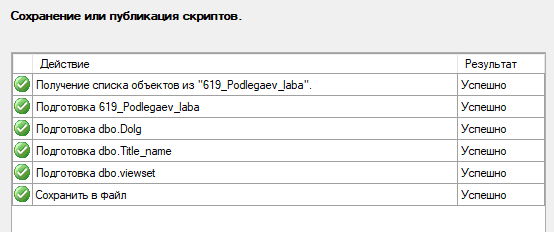 Сохранение или публикация скриптов.
Действие Результат
Получение списка объектов из "619_Podlegaev_laba". Успешно
Подготовка 619_Podlegaev_laba Успешно
Подготовка dbo.Dolg Успешно
Подготовка dbo.Title_name Успешно
Подготовка dbo.viewset Успешно
Сохранить в файл Успешно